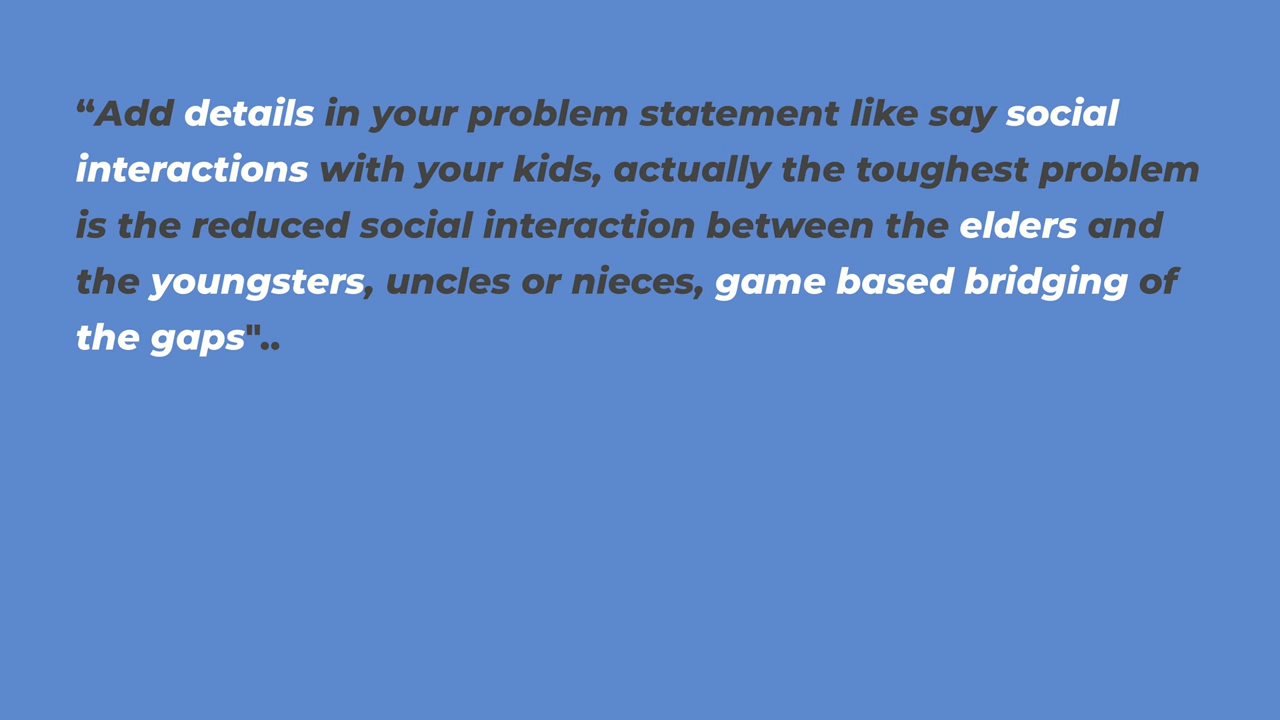 “Add details in your problem statement like say social
interactions with your kids, actually the toughest problem
is the reduced social interaction between the elders and
the youngsters, uncles or nieces, game based bridging of
the gaps"..